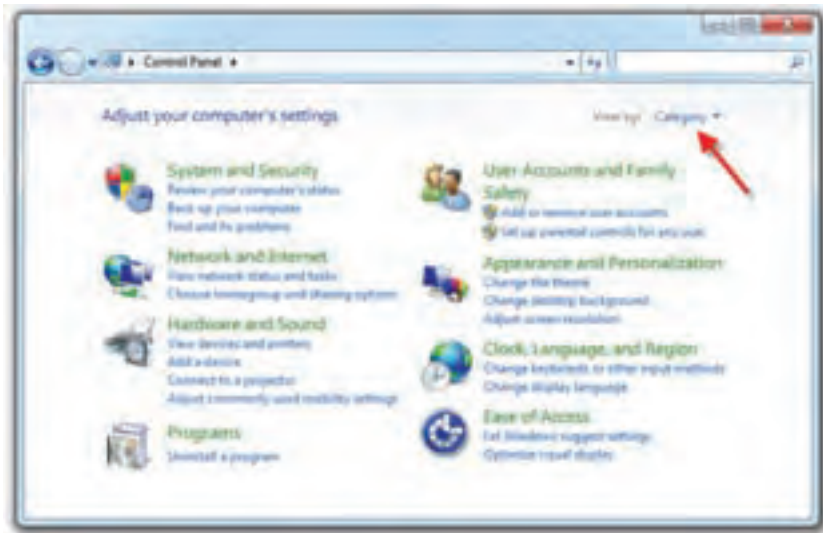 Control Panel
Adjust your computer's settings
View by: Category
System and Security
Review your computer's status
Back up your computer
Find and fix problems
Network and Internet
View network status and tasks
Choose homegroup and sharing options
Hardware and Sound
View devices and printers
Add a device
Connect to a projector
Adjust commonly used mobility settings
Programs
Uninstall a program
User Accounts and Family
Safety
Add or remove user accounts
Set up parental controls for any user
Appearance and Personalization
Change the theme
Change desktop background
Adjust screen resolution
Clock, Language, and Region
Change keyboards or other input methods
Change display language
Ease of Access
Let Windows suggest settings
Optimize visual display